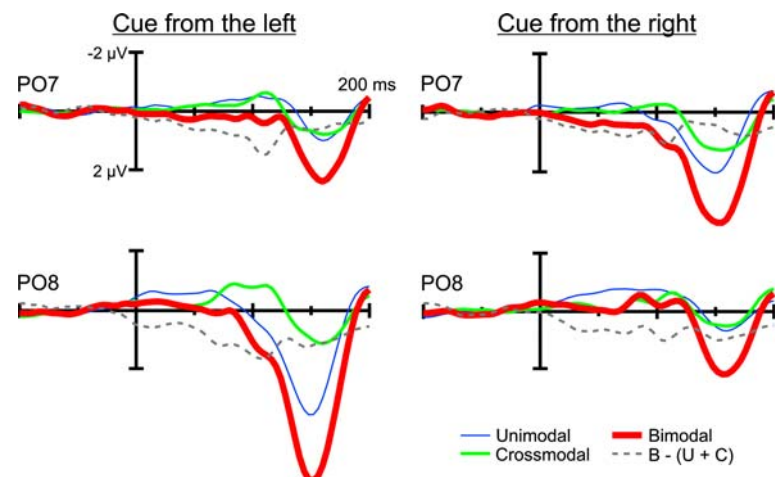 Cue from the left
Cue from the right
-2 µV
PO7
200 ms
PO7
2 µV
PO8
PO8
Unimodal
Bimodal
Crossmodal
B - (U + C)